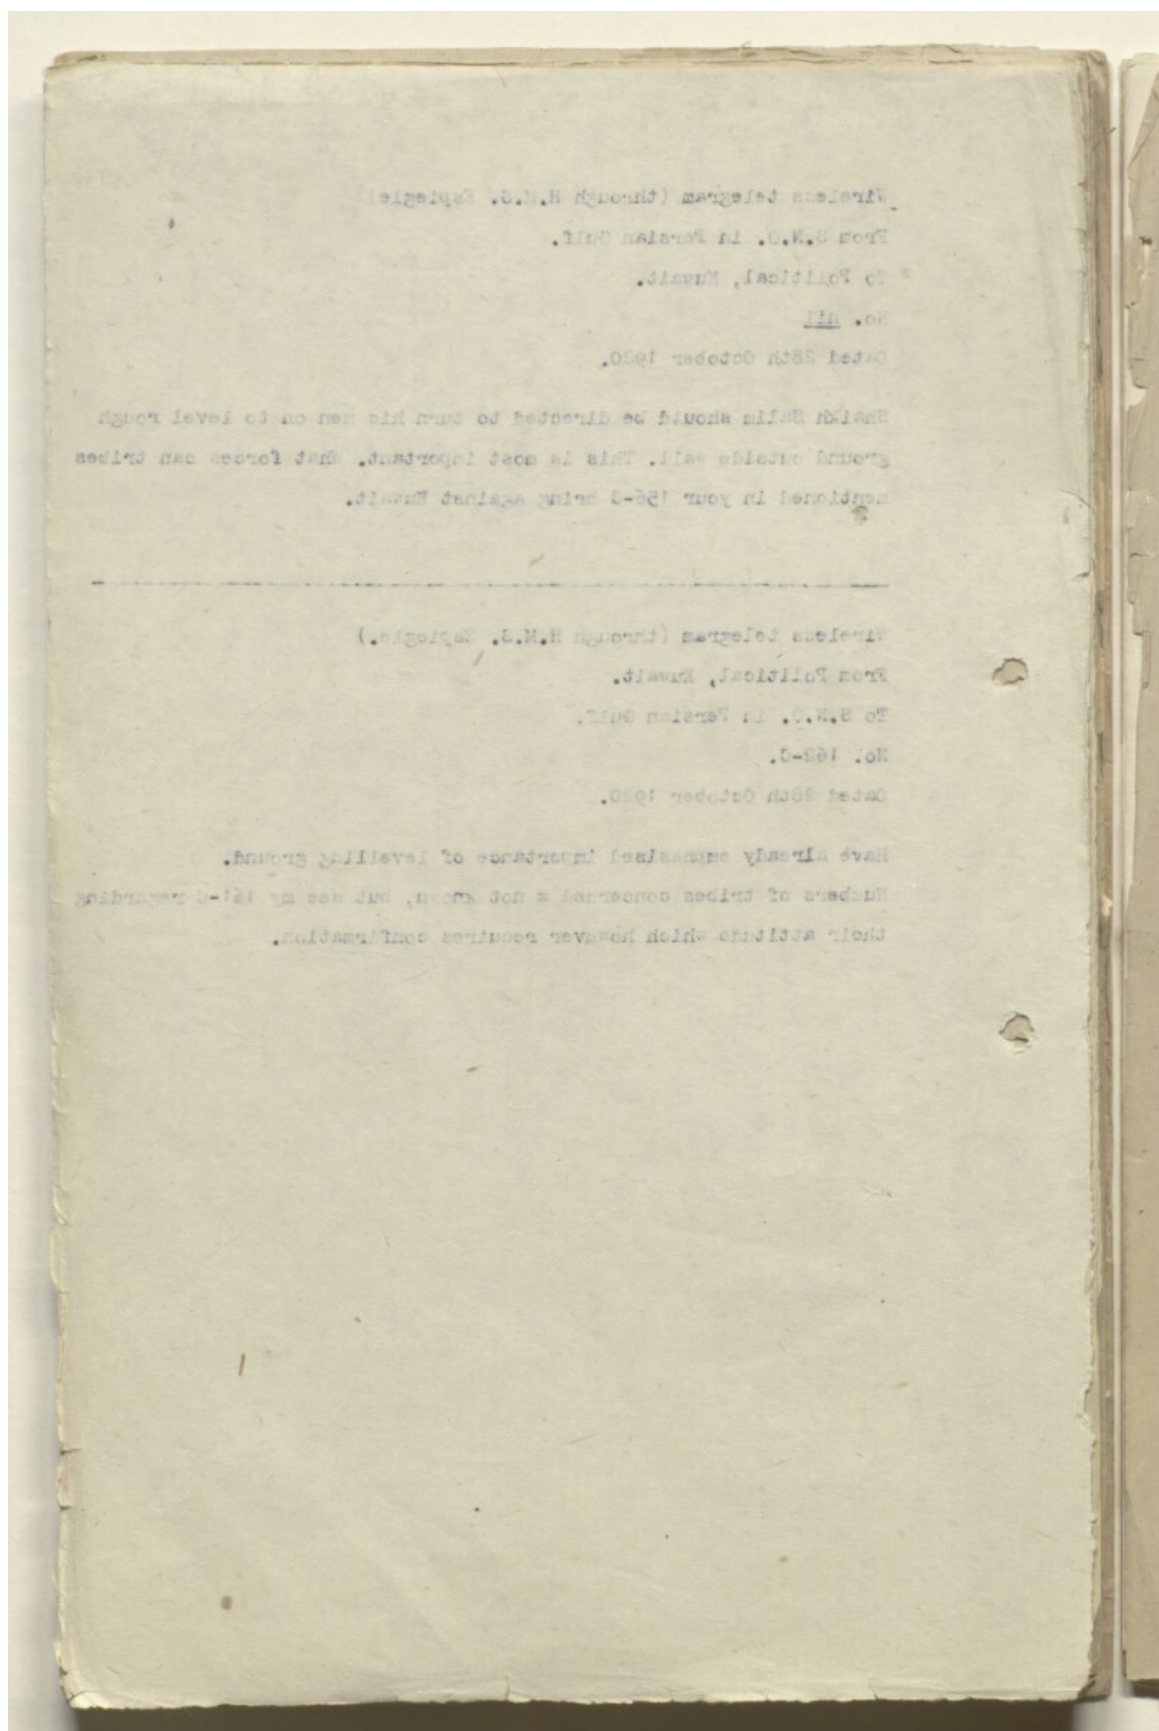 Wireless telegram (through H.M.S. Espiegle)
From S.N.O. in Persian Gulf.
To Political, Kuwait.
No. nil
Dated 28th October 1920.
Shaikh Salim should be directed to turn his men on to level rough
ground outside wall. This is most important. What forces can tribes
mentioned in your 156-C bring against Kuwait.
Wireless telegram (through H.M.S. Espiegle.)
From Political, Kuwait.
To S.N.O. in Persian Gulf.
No. 162-C.
Dated 28th October 1920.
Have already emphasised importance of levelling ground.
Numbers of tribes concerned x not known, but see my 161-C regarding
their attitude which however requires confirmation.